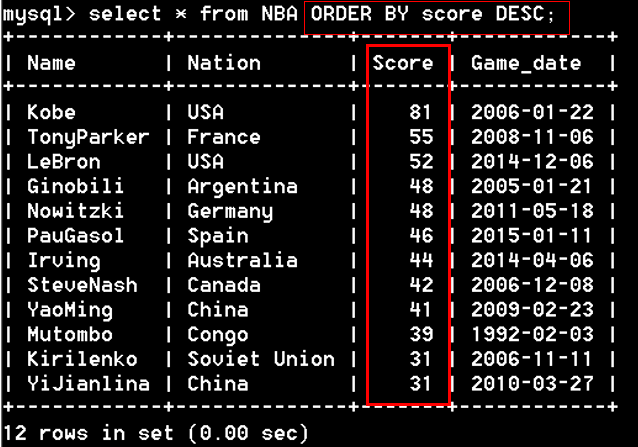 mysql> select * from NBA ORDER BY score DESC;
+------------+--------------+-------+------------+
| Name       | Nation       | Score | Game_date  |
+------------+--------------+-------+------------+
| Kobe       | USA          |    81 | 2006-01-22 |
| TonyParker | France       |    55 | 2008-11-06 |
| LeBron     | USA          |    52 | 2014-12-06 |
| Ginobili   | Argentina    |    48 | 2005-01-21 |
| Nowitzki   | Germany      |    48 | 2011-05-18 |
| PauGasol   | Spain        |    46 | 2015-01-11 |
| Irving     | Australia    |    44 | 2014-04-06 |
| SteveNash  | Canada       |    42 | 2006-12-08 |
| YaoMing    | China        |    41 | 2009-02-23 |
| Mutombo    | Congo        |    39 | 1992-02-03 |
| Kirilenko  | Soviet Union |    31 | 2006-11-11 |
| YiJianlina | China        |    31 | 2010-03-27 |
+------------+--------------+-------+------------+
12 rows in set (0.00 sec)